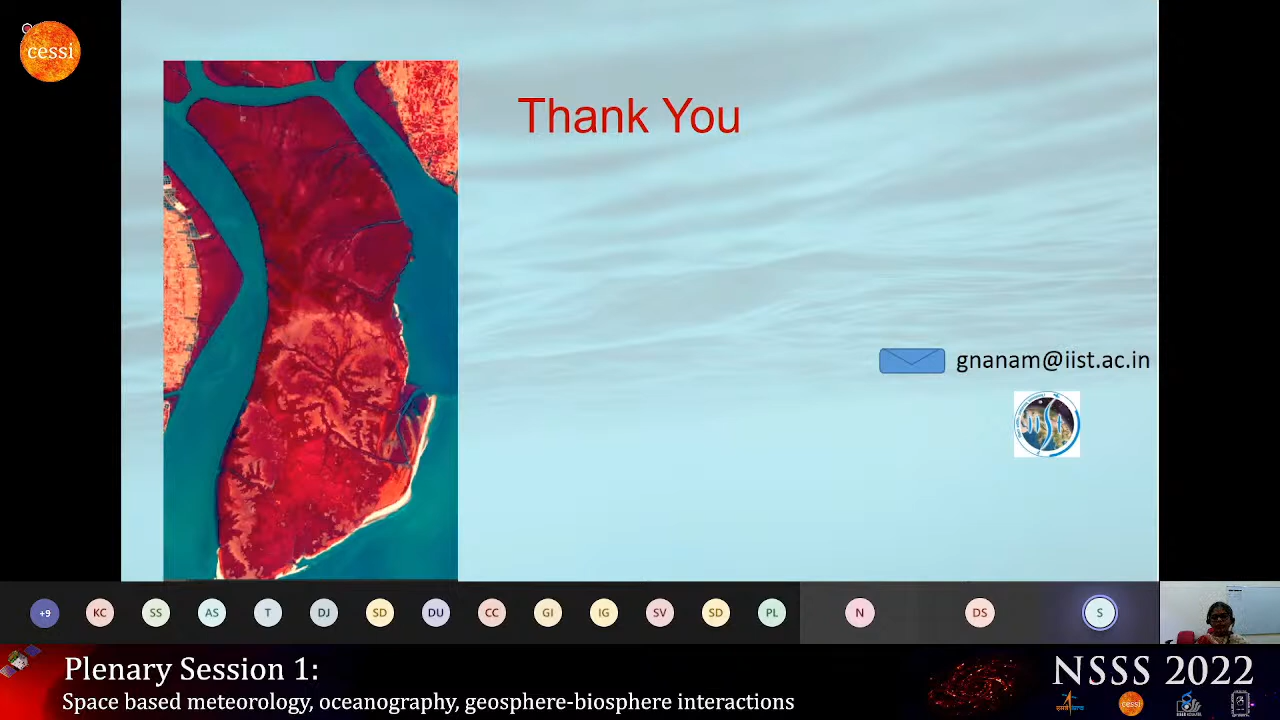 cessi
Thank You
gnanam@iist.ac.in
+9
KC
SS
AS
T
DJ
SD
DU
CC
GI
IG
SV
SD
PL
N
DS
S
Plenary Session 1:
Space based meteorology, oceanography, geosphere-biosphere interactions
NSSS 2022
cessi